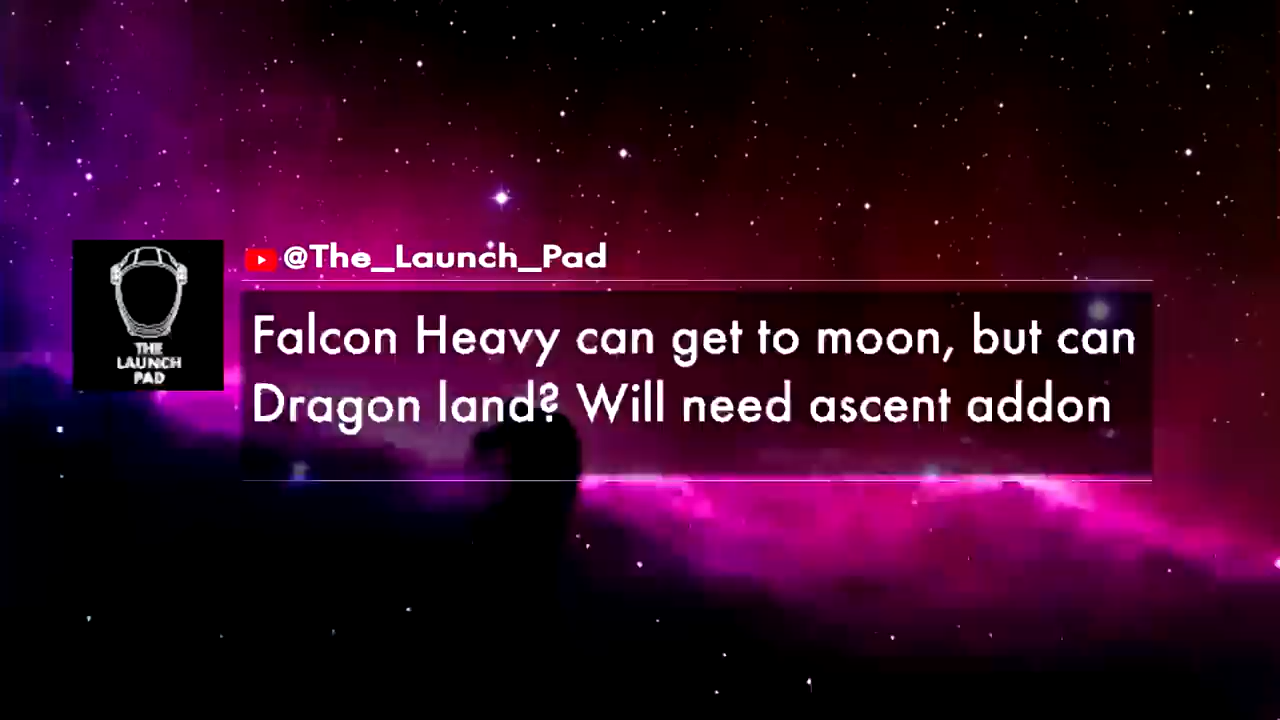 @The_Launch_Pad
THE
LAUNCH
PAD
Falcon Heavy can get to moon, but can
Dragon land? Will need ascent addon